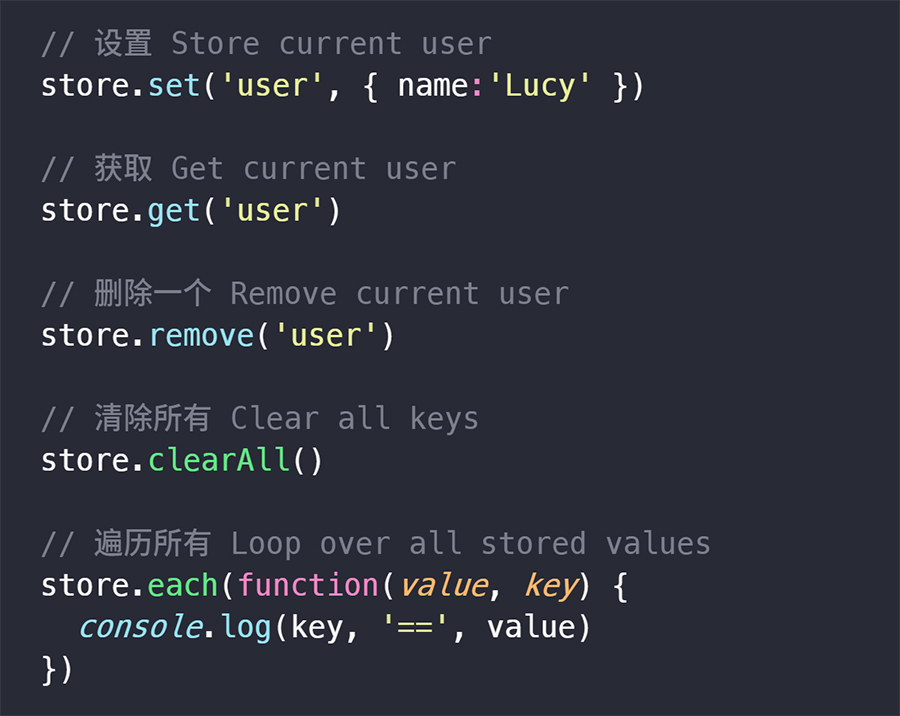 // 设置 Store current user
store.set('user', { name:'Lucy' })
// 获取 Get current user
store.get('user')
// 删除一个 Remove current user
store.remove('user')
// 清除所有 Clear all keys
store.clearAll()
// 遍历所有 Loop over all stored values
store.each(function(value, key) {
  console.log(key, '==', value)
})